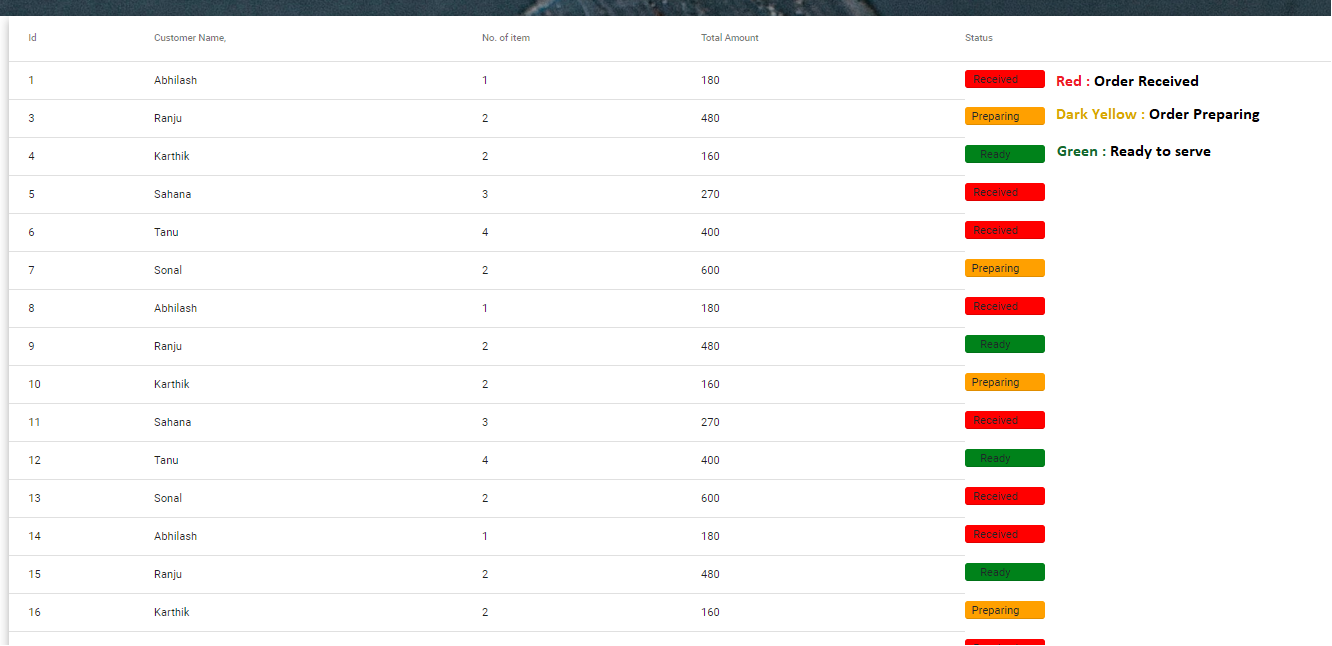 Id Customer Name, No. of item Total Amount Status
1 Abhilash 1 180 Received Red : Order Received
3 Ranju 2 480 Preparing Dark Yellow : Order Preparing
4 Karthik 2 160 Ready Green : Ready to serve
5 Sahana 3 270 Received
6 Tanu 4 400 Received
7 Sonal 2 600 Preparing
8 Abhilash 1 180 Received
9 Ranju 2 480 Ready
10 Karthik 2 160 Preparing
11 Sahana 3 270 Received
12 Tanu 4 400 Ready
13 Sonal 2 600 Received
14 Abhilash 1 180 Received
15 Ranju 2 480 Ready
16 Karthik 2 160 Preparing